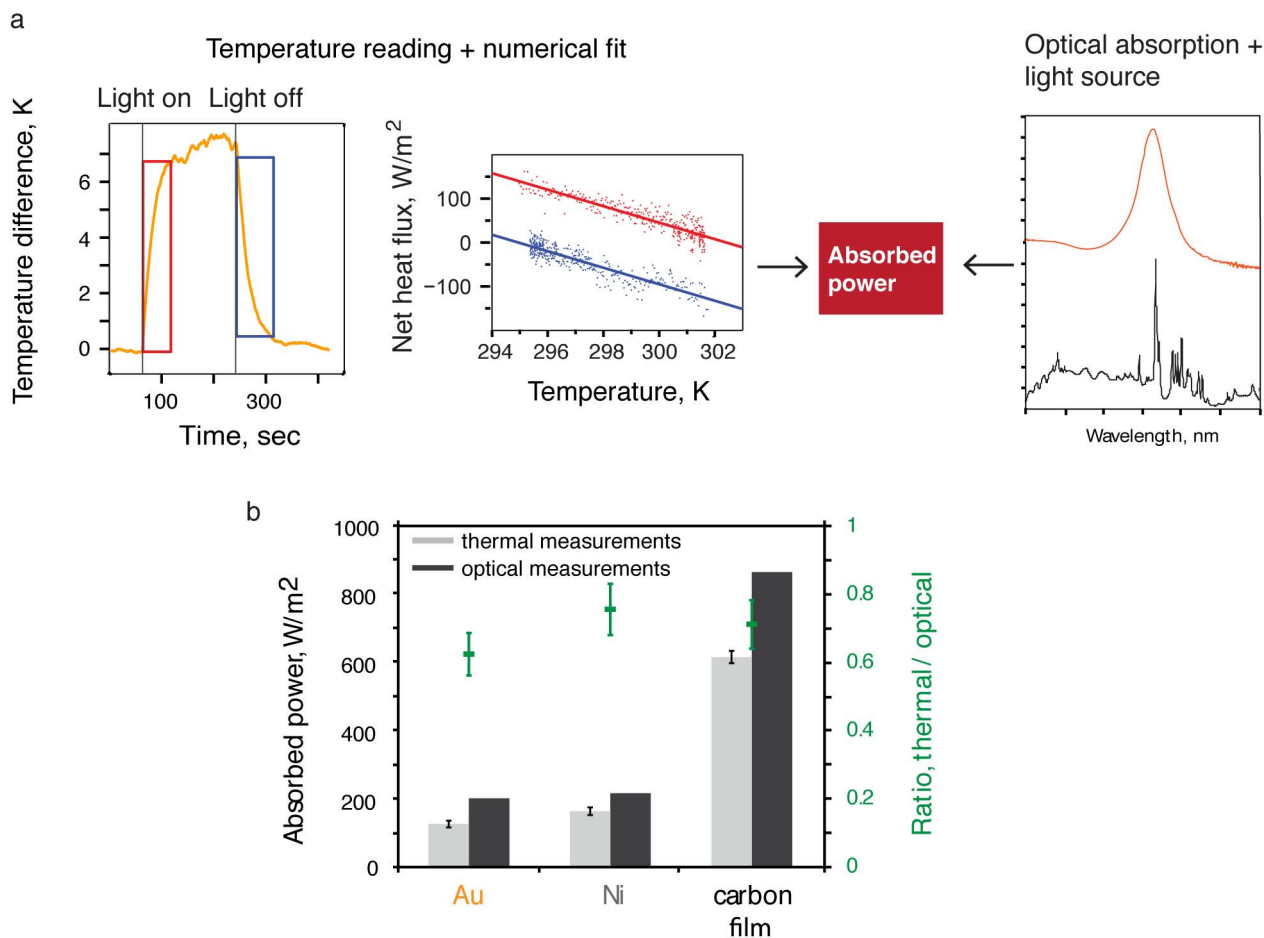 a
Temperature reading + numerical fit
Optical absorption +
light source
Light on Light off
Temperature difference, K
6
4
2
0
100 300
Time, sec
Net heat flux, W/m2
100
0
−100
294 296 298 300 302
Temperature, K
Absorbed
power
Wavelength, nm
b
Absorbed power, W/m2
1000
800
600
400
200
0
thermal measurements
optical measurements
1
0.8
0.6
0.4
0.2
0
Ratio, thermal / optical
Au Ni carbon
film